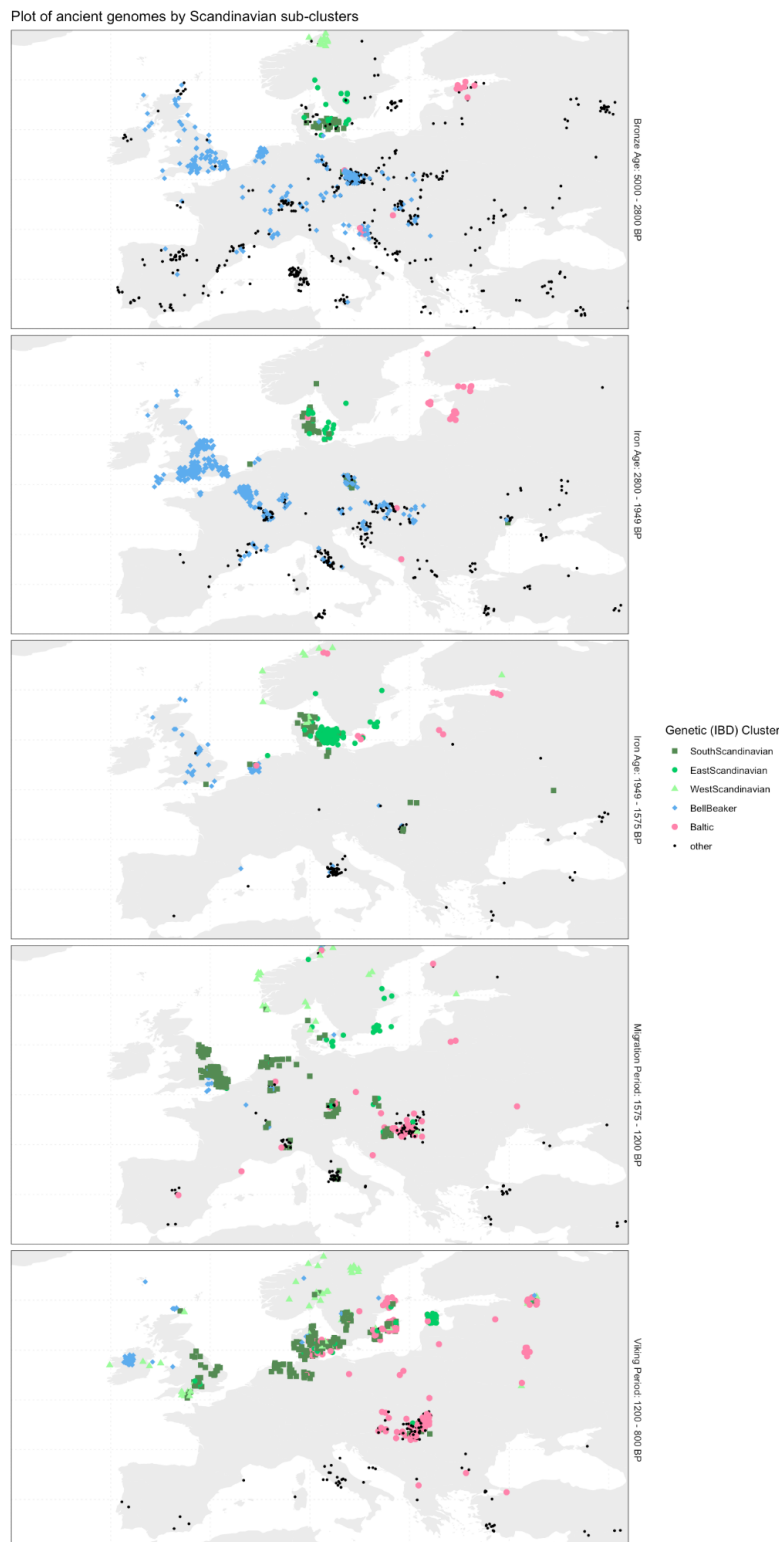 Plot of ancient genomes by Scandinavian sub-clusters
Bronze Age: 5000 - 2800 BP
Iron Age: 2800 - 1949 BP
Iron Age: 1949 - 1575 BP
Genetic (IBD) Cluster
SouthScandinavian
EastScandinavian
WestScandinavian
BellBeaker
Baltic
other
Migration Period: 1575 - 1200 BP
Viking Period: 1200 - 800 BP